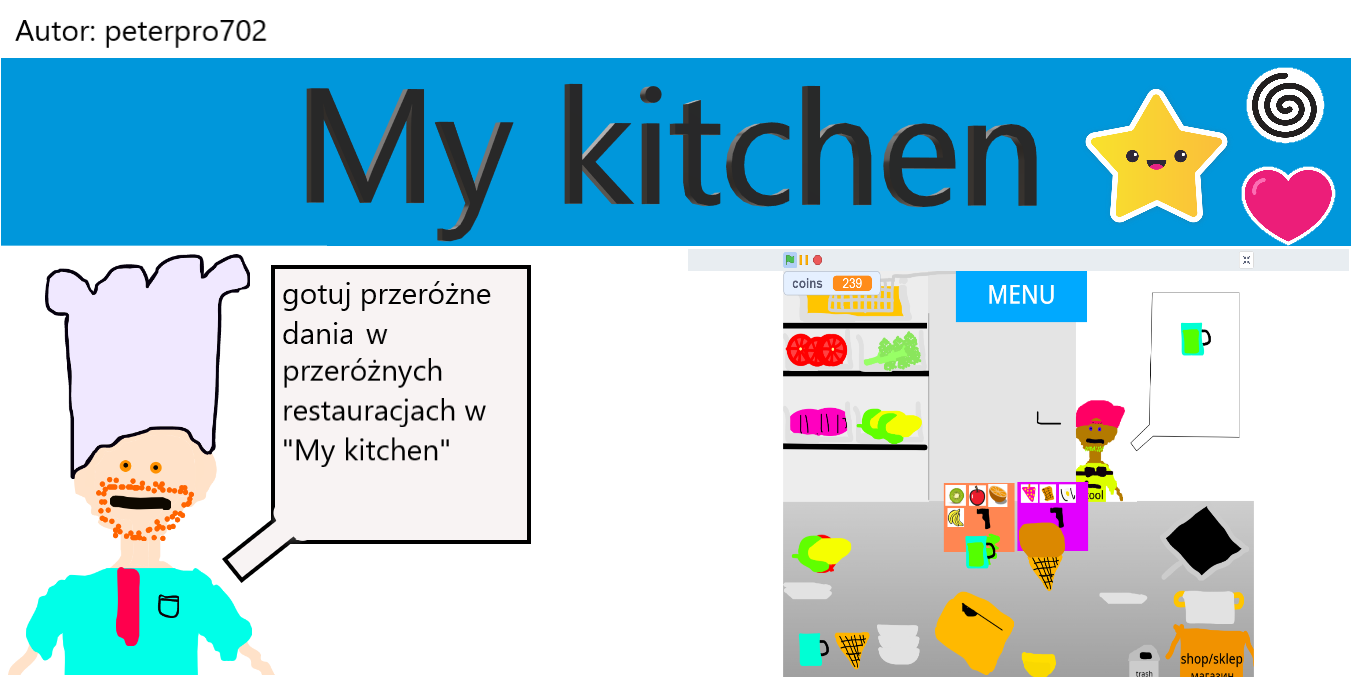 Autor: peterpro702
My kitchen
gotuj przeróżne
dania w
przeróżnych
restauracjach w
"My kitchen"
coins 239
MENU
cool
shop/sklep
магазин
trash